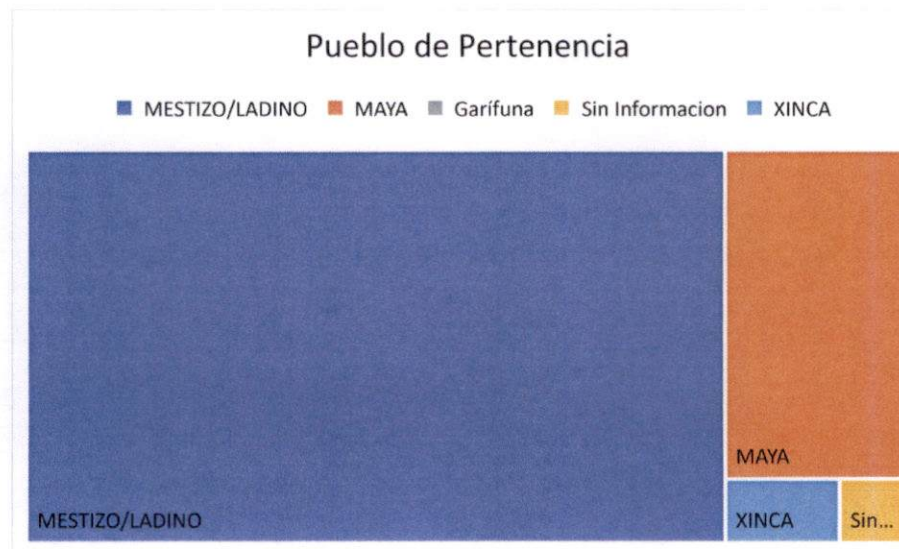 Pueblo de Pertenencia
MESTIZO/LADINO MAYA Garífuna Sin Informacion XINCA
MAYA
MESTIZO/LADINO XINCA Sin...